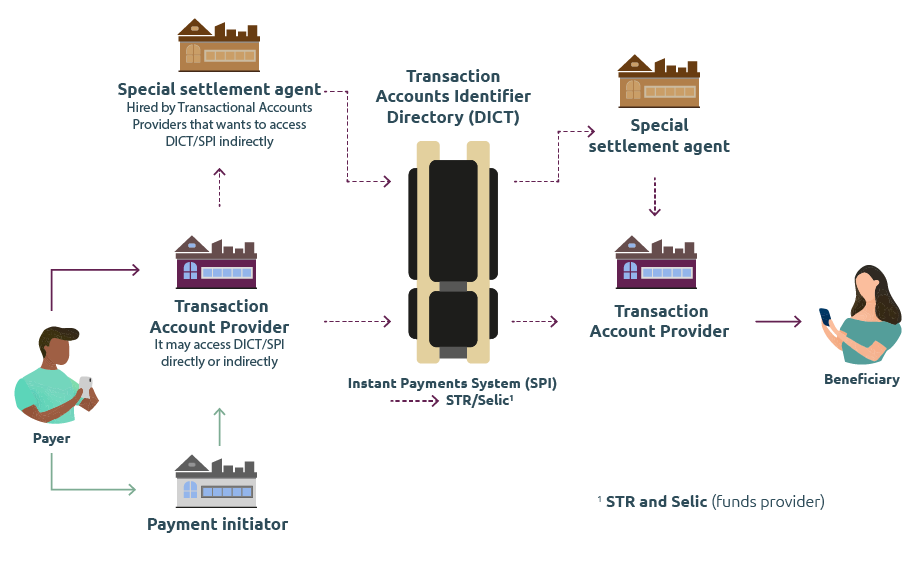 Special settlement agent
Hired by Transactional Accounts
Providers that wants to access
DICT/SPI indirectly
Transaction
Accounts Identifier
Directory (DICT)
Special
settlement agent
Transaction
Account Provider
It may access DICT/SPI
directly or indirectly
Transaction
Account Provider
Payer
Beneficiary
Instant Payments System (SPI)
STR/Selic¹
Payment initiator
¹ STR and Selic (funds provider)